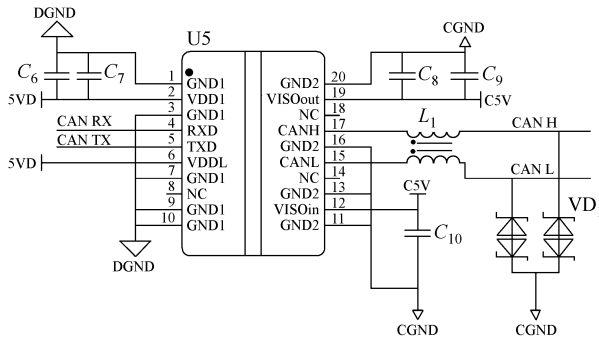 DGND
U5
CGND
C6
C7
C8
C9
1
GND1
GND2
20
5VD
2
VDD1
VISOout
19
C5V
3
GND1
NC
18
L1
CAN RX
4
RXD
CANH
17
CAN H
CAN TX
5
TXD
GND2
16
5VD
6
VDDL
CANL
15
CAN L
7
GND1
NC
14
8
NC
GND2
13
C5V
9
GND1
VISOin
12
VD
10
GND1
GND2
11
C10
DGND
CGND
CGND